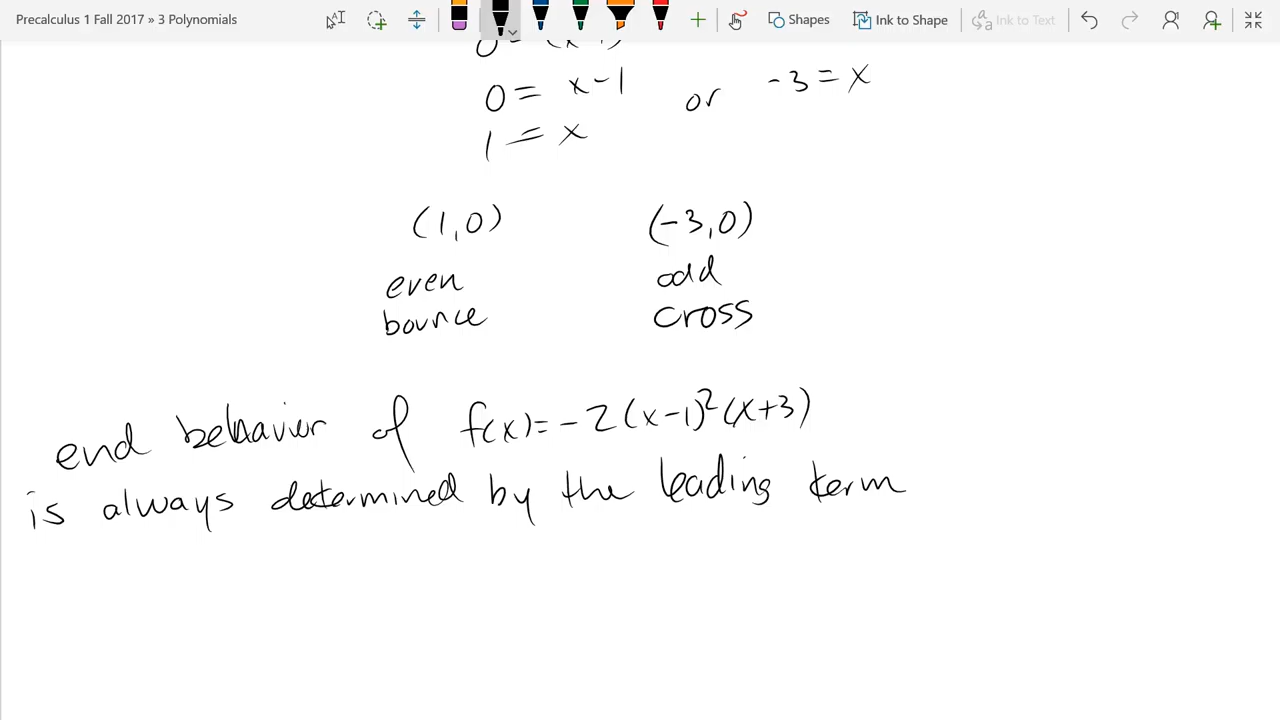 Precalculus 1 Fall 2017 » 3 Polynomials
Shapes
Ink to Shape
Ink to Text
0 = x-1 or -3 = x
1 = x
(1,0) (-3,0)
even odd
bounce cross
end behavior of f(x) = -2(x-1)²(x+3)
is always determined by the leading term